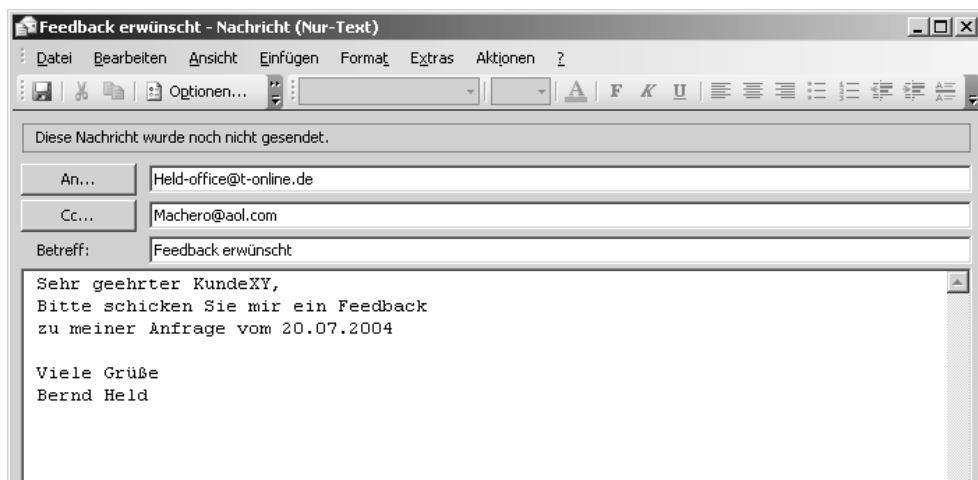 Feedback erwünscht - Nachricht (Nur-Text)
Datei Bearbeiten Ansicht Einfügen Format Extras Aktionen ?
Optionen... A F K U
Diese Nachricht wurde noch nicht gesendet.
An... Held-office@t-online.de
Cc... Machero@aol.com
Betreff: Feedback erwünscht
Sehr geehrter KundeXY,
Bitte schicken Sie mir ein Feedback
zu meiner Anfrage vom 20.07.2004
Viele Grüße
Bernd Held